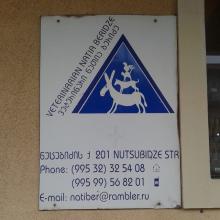 VETERINARIAN NATIA BERIDZE
ვეტერინარი ნათია ბერიძე
ნუცუბიძის ქ 201 NUTSUBIDZE STR
Phone: (995 32) 32 54 08
(995 99) 56 82 01
E-mail: natiber@rambler.ru